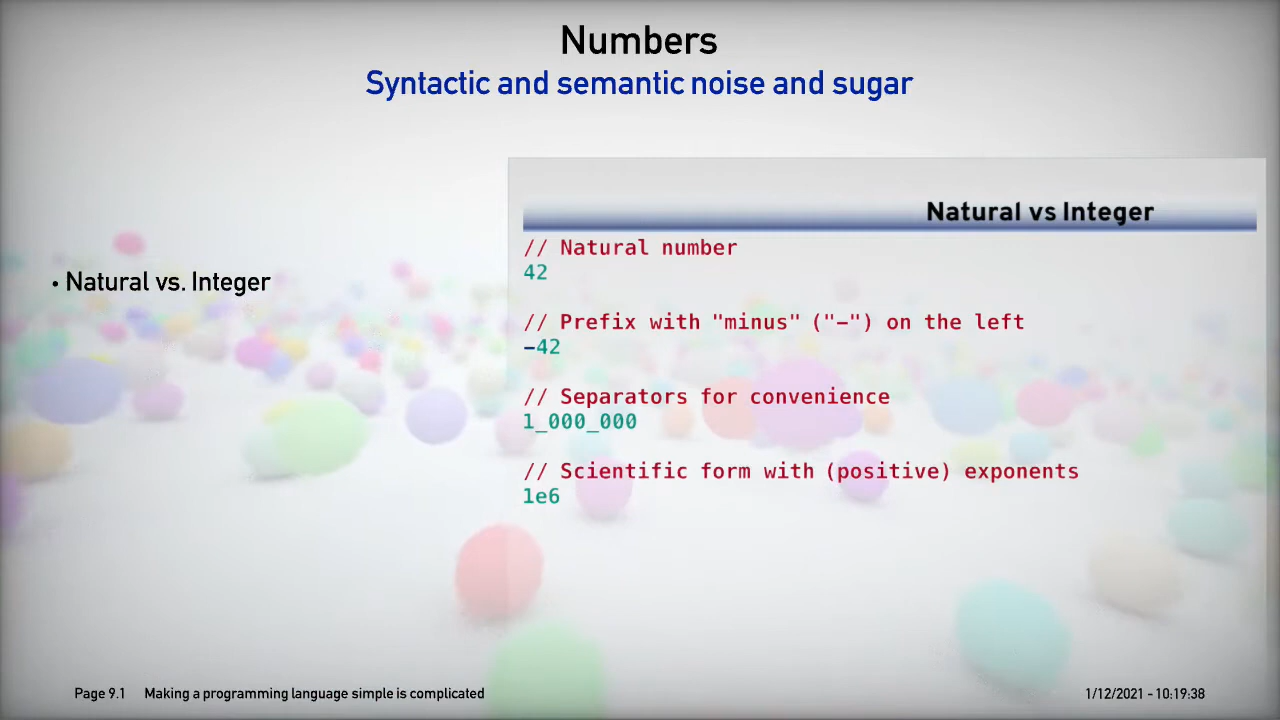 Numbers
Syntactic and semantic noise and sugar
• Natural vs. Integer
Natural vs Integer
// Natural number
42
// Prefix with "minus" ("-") on the left
-42
// Separators for convenience
1_000_000
// Scientific form with (positive) exponents
1e6
Page 9.1 Making a programming language simple is complicated
1/12/2021 - 10:19:38